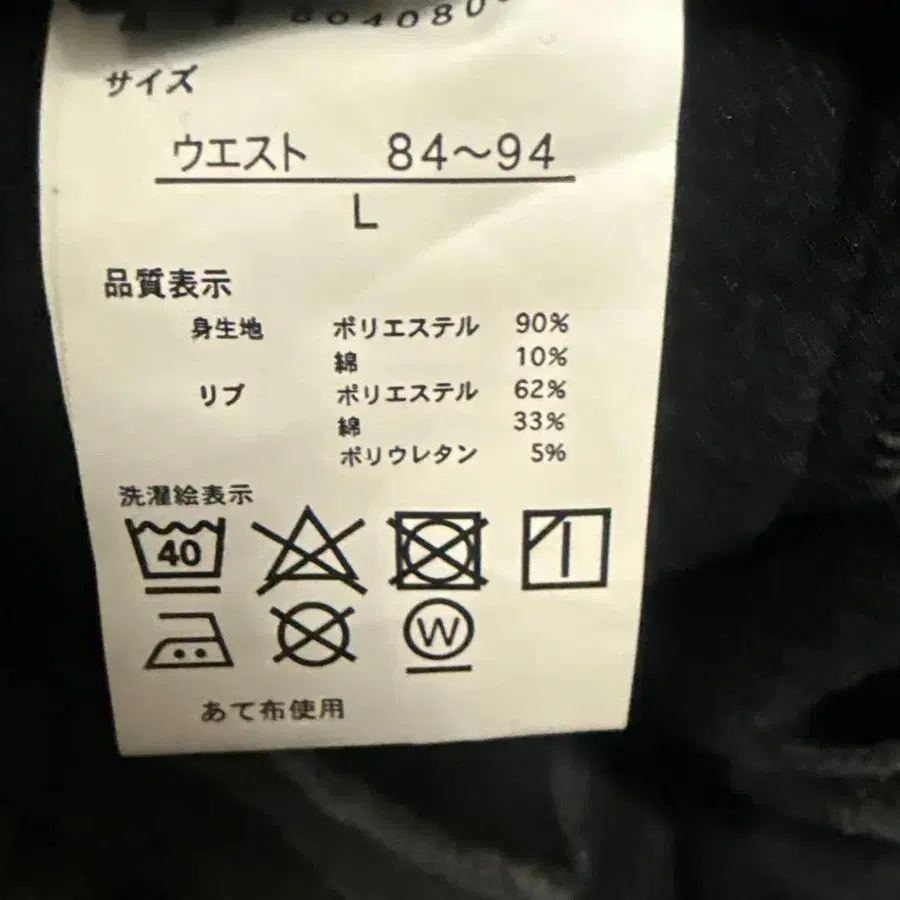 サイズ
ウエスト 84～94
L
品質表示
身生地 ポリエステル 90%
綿 10%
リブ ポリエステル 62%
綿 33%
ポリウレタン 5%
洗濯絵表示
40
W
あて布使用